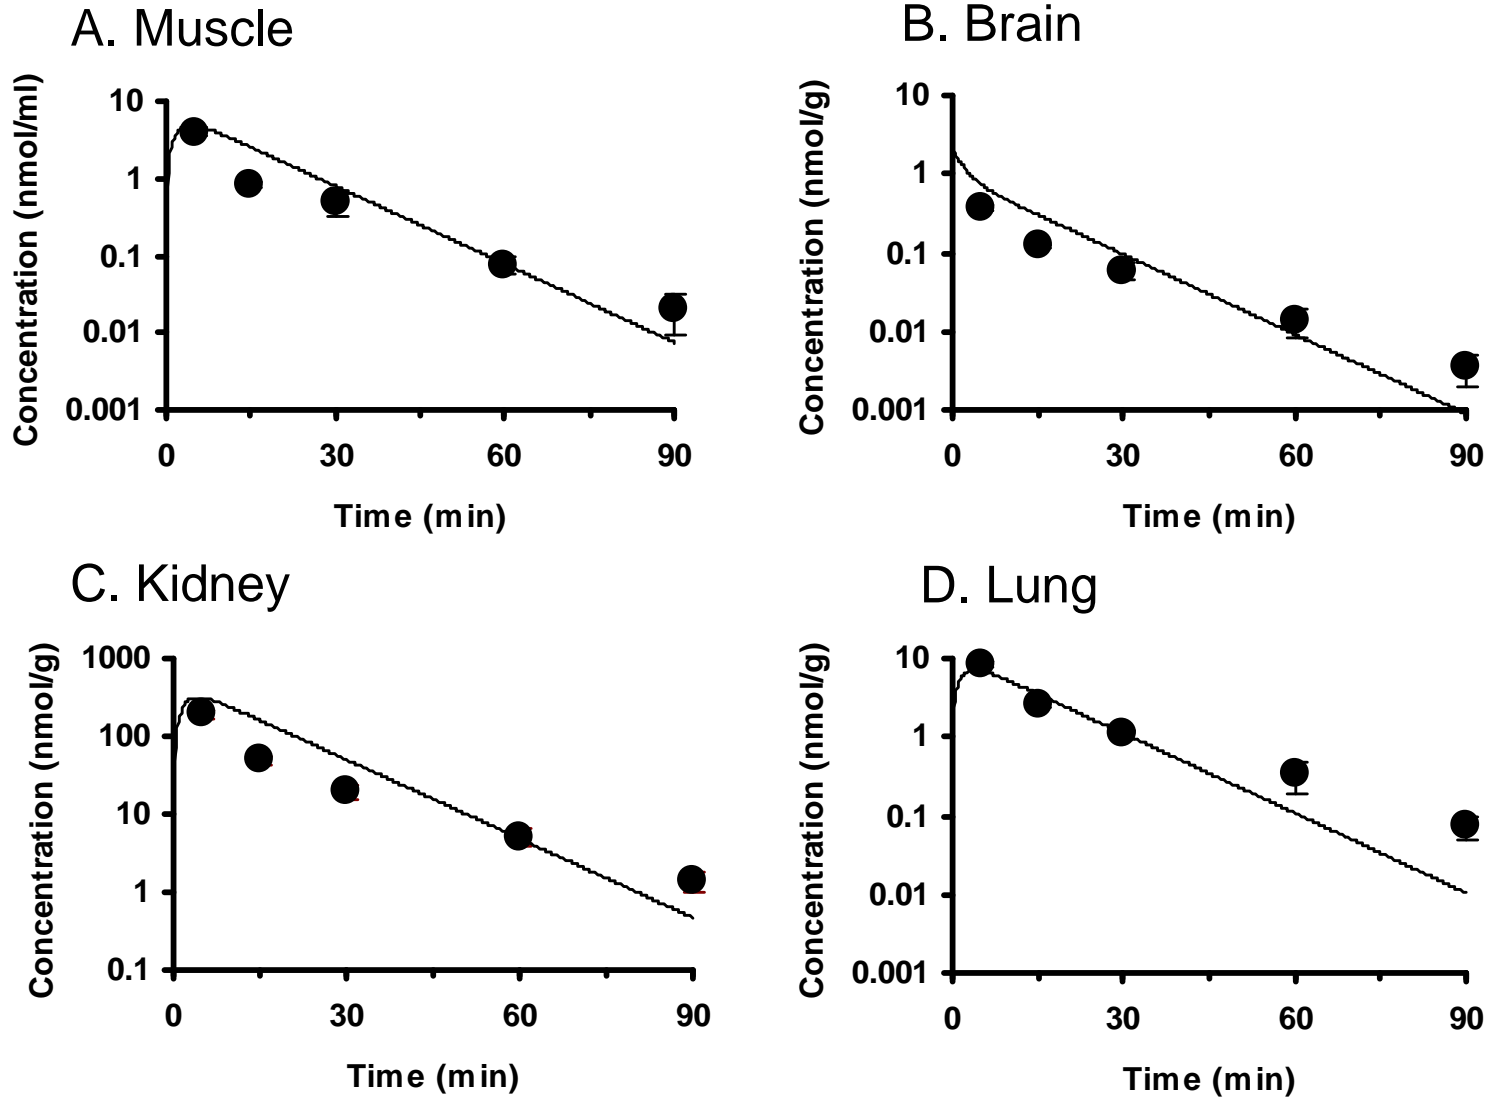 A. Muscle
Concentration (nmol/ml)
10
1
0.1
0.01
0.001
0 30 60 90
Time (min)
B. Brain
Concentration (nmol/g)
10
1
0.1
0.01
0.001
0 30 60 90
Time (min)
C. Kidney
Concentration (nmol/g)
1000
100
10
1
0.1
0 30 60 90
Time (min)
D. Lung
Concentration (nmol/g)
10
1
0.1
0.01
0.001
0 30 60 90
Time (min)